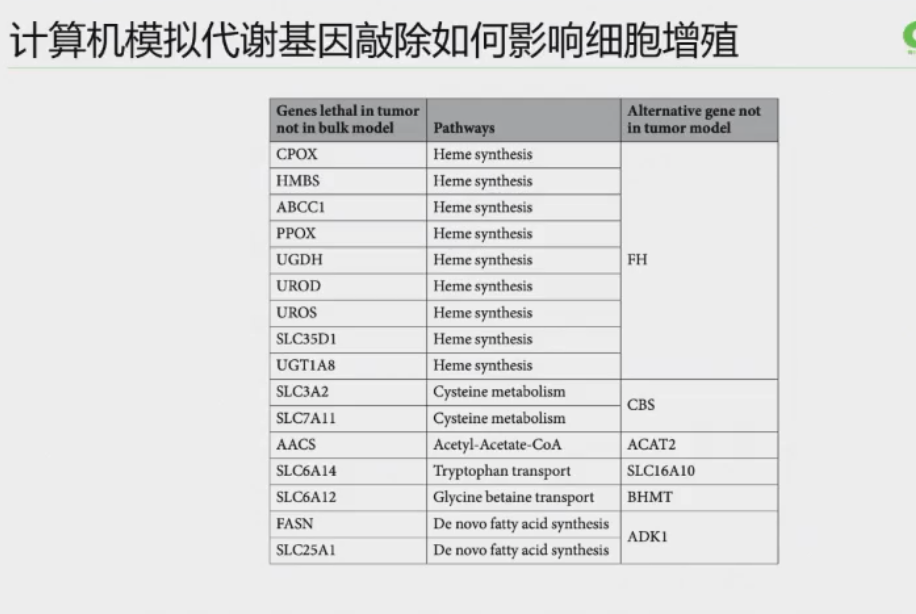 计算机模拟代谢基因敲除如何影响细胞增殖
Genes lethal in tumor not in bulk model Pathways Alternative gene not in tumor model
CPOX Heme synthesis
HMBS Heme synthesis
ABCC1 Heme synthesis
PPOX Heme synthesis
UGDH Heme synthesis FH
UROD Heme synthesis
UROS Heme synthesis
SLC35D1 Heme synthesis
UGT1A8 Heme synthesis
SLC3A2 Cysteine metabolism
CBS
SLC7A11 Cysteine metabolism
AACS Acetyl-Acetate-CoA ACAT2
SLC6A14 Tryptophan transport SLC16A10
SLC6A12 Glycine betaine transport BHMT
FASN De novo fatty acid synthesis
ADK1
SLC25A1 De novo fatty acid synthesis